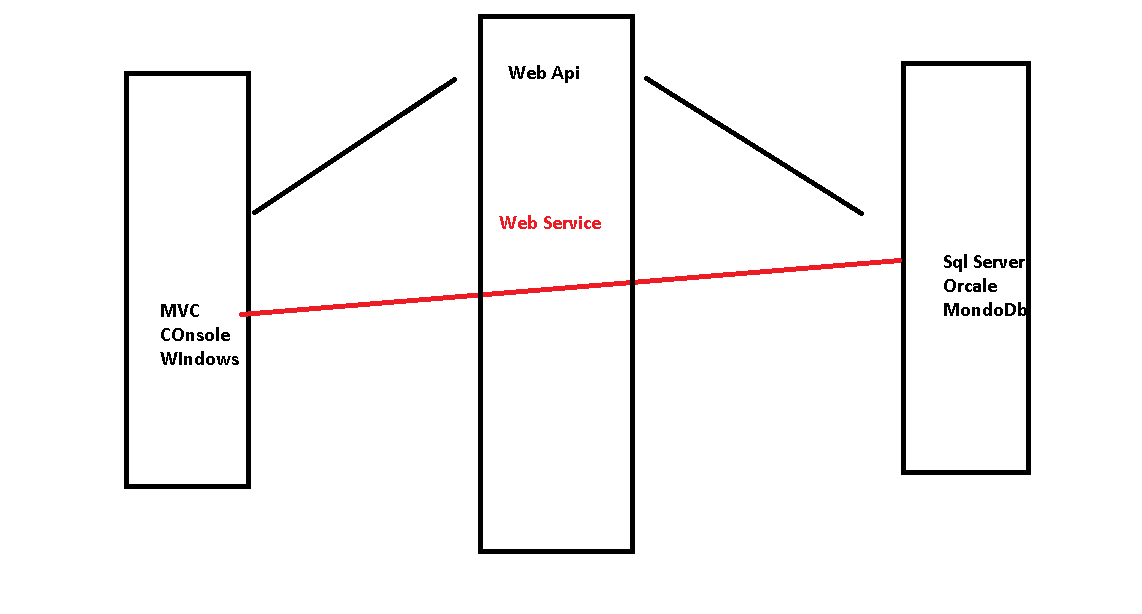 Web Api
Web Service
MVC
COnsole
WIndows
Sql Server
Orcale
MondoDb